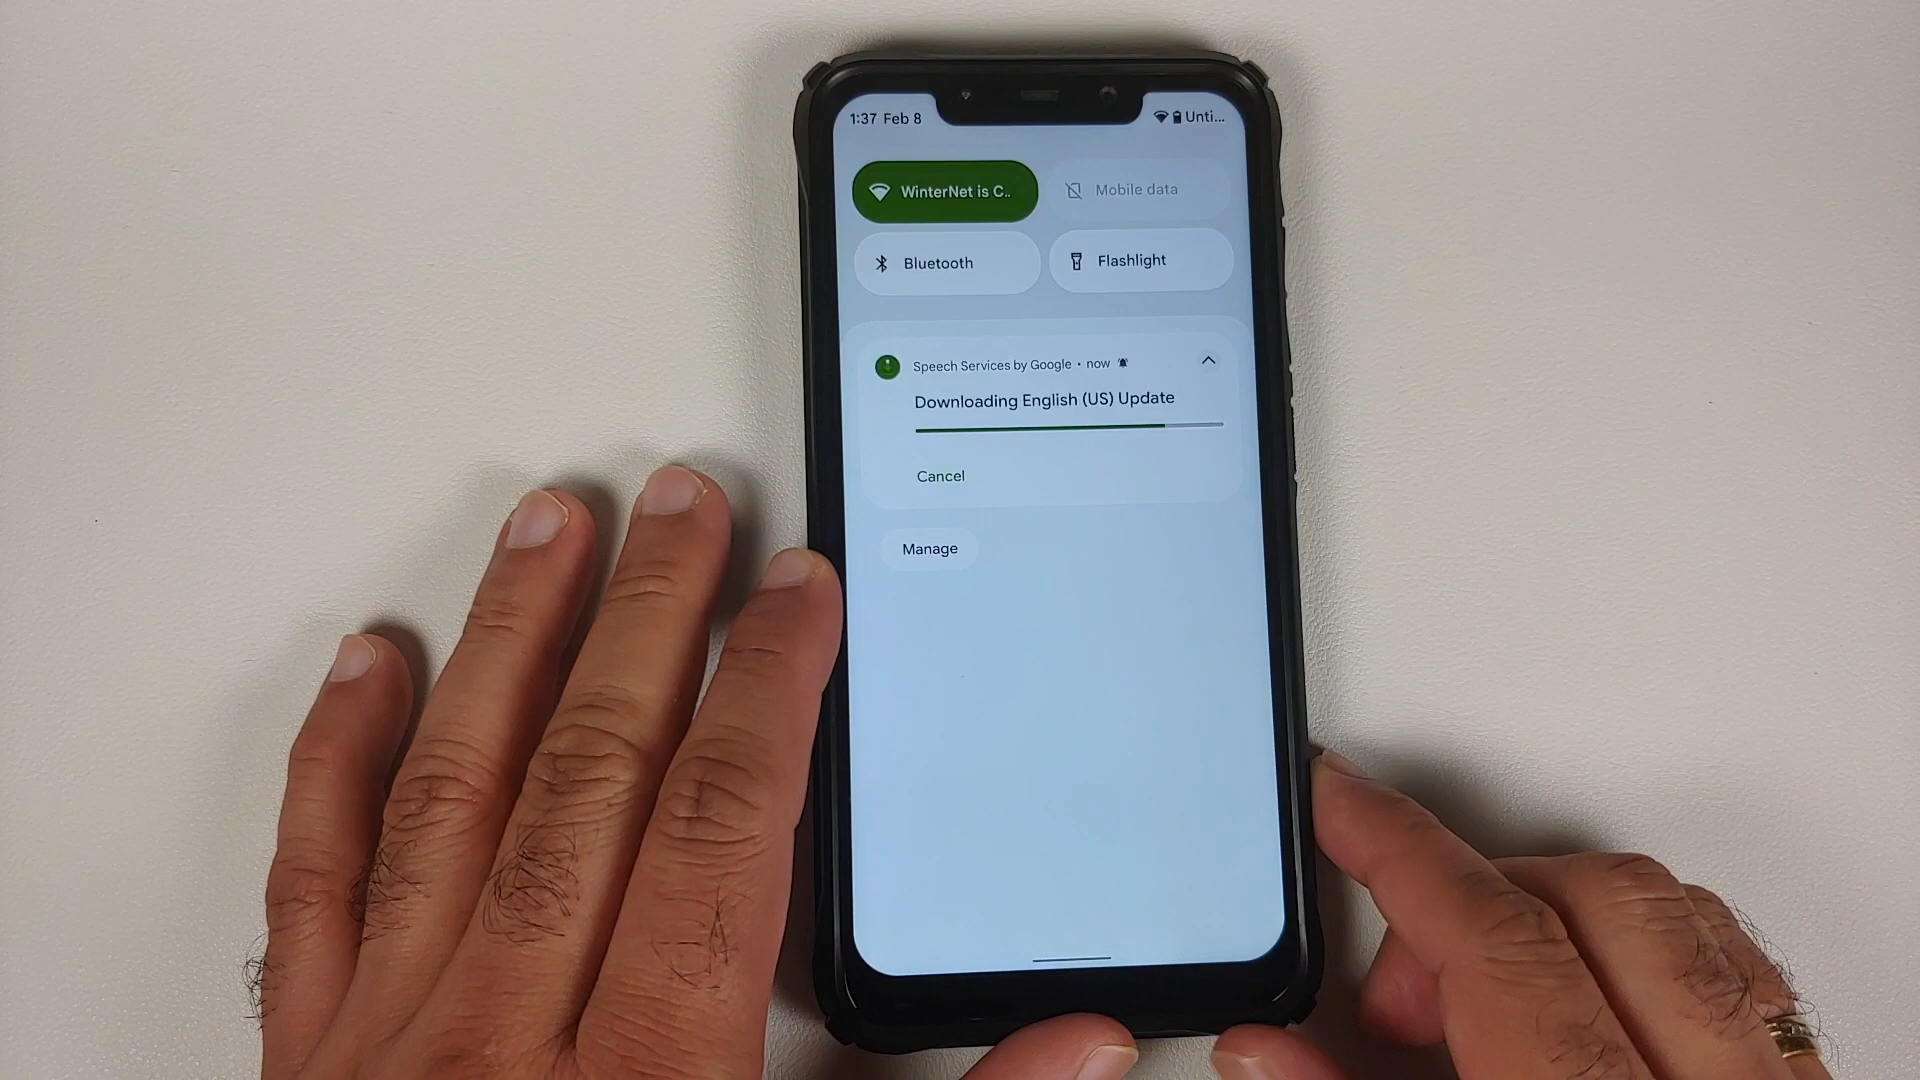 1:37 Feb 8
Unti...
WinterNet is C..
Mobile data
Bluetooth
Flashlight
Speech Services by Google • now
Downloading English (US) Update
Cancel
Manage